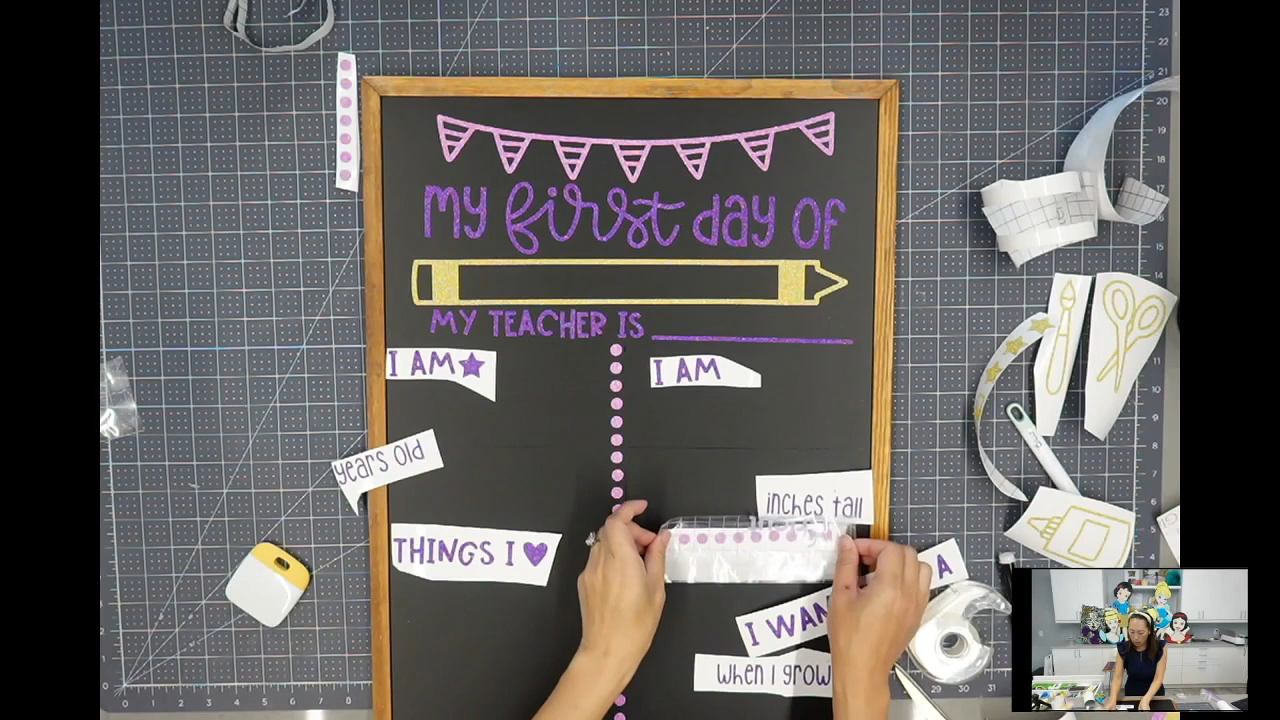 My first day of
MY TEACHER IS
I AM
I AM
years old
inches tall
THINGS I
A
I WAN
when I grow